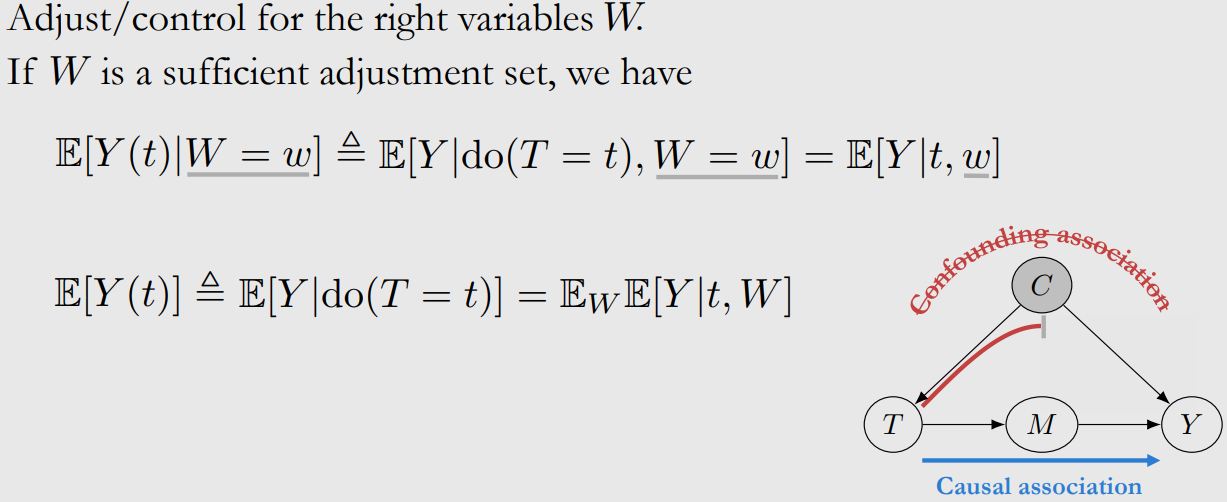 Adjust/control for the right variables W.
If W is a sufficient adjustment set, we have
𝔼[Y(t)|W = w] ≜ 𝔼[Y|do(T = t), W = w] = 𝔼[Y|t, w]
𝔼[Y(t)] ≜ 𝔼[Y|do(T = t)] = 𝔼_W𝔼[Y|t, W]
Confounding association
C
T M Y
Causal association